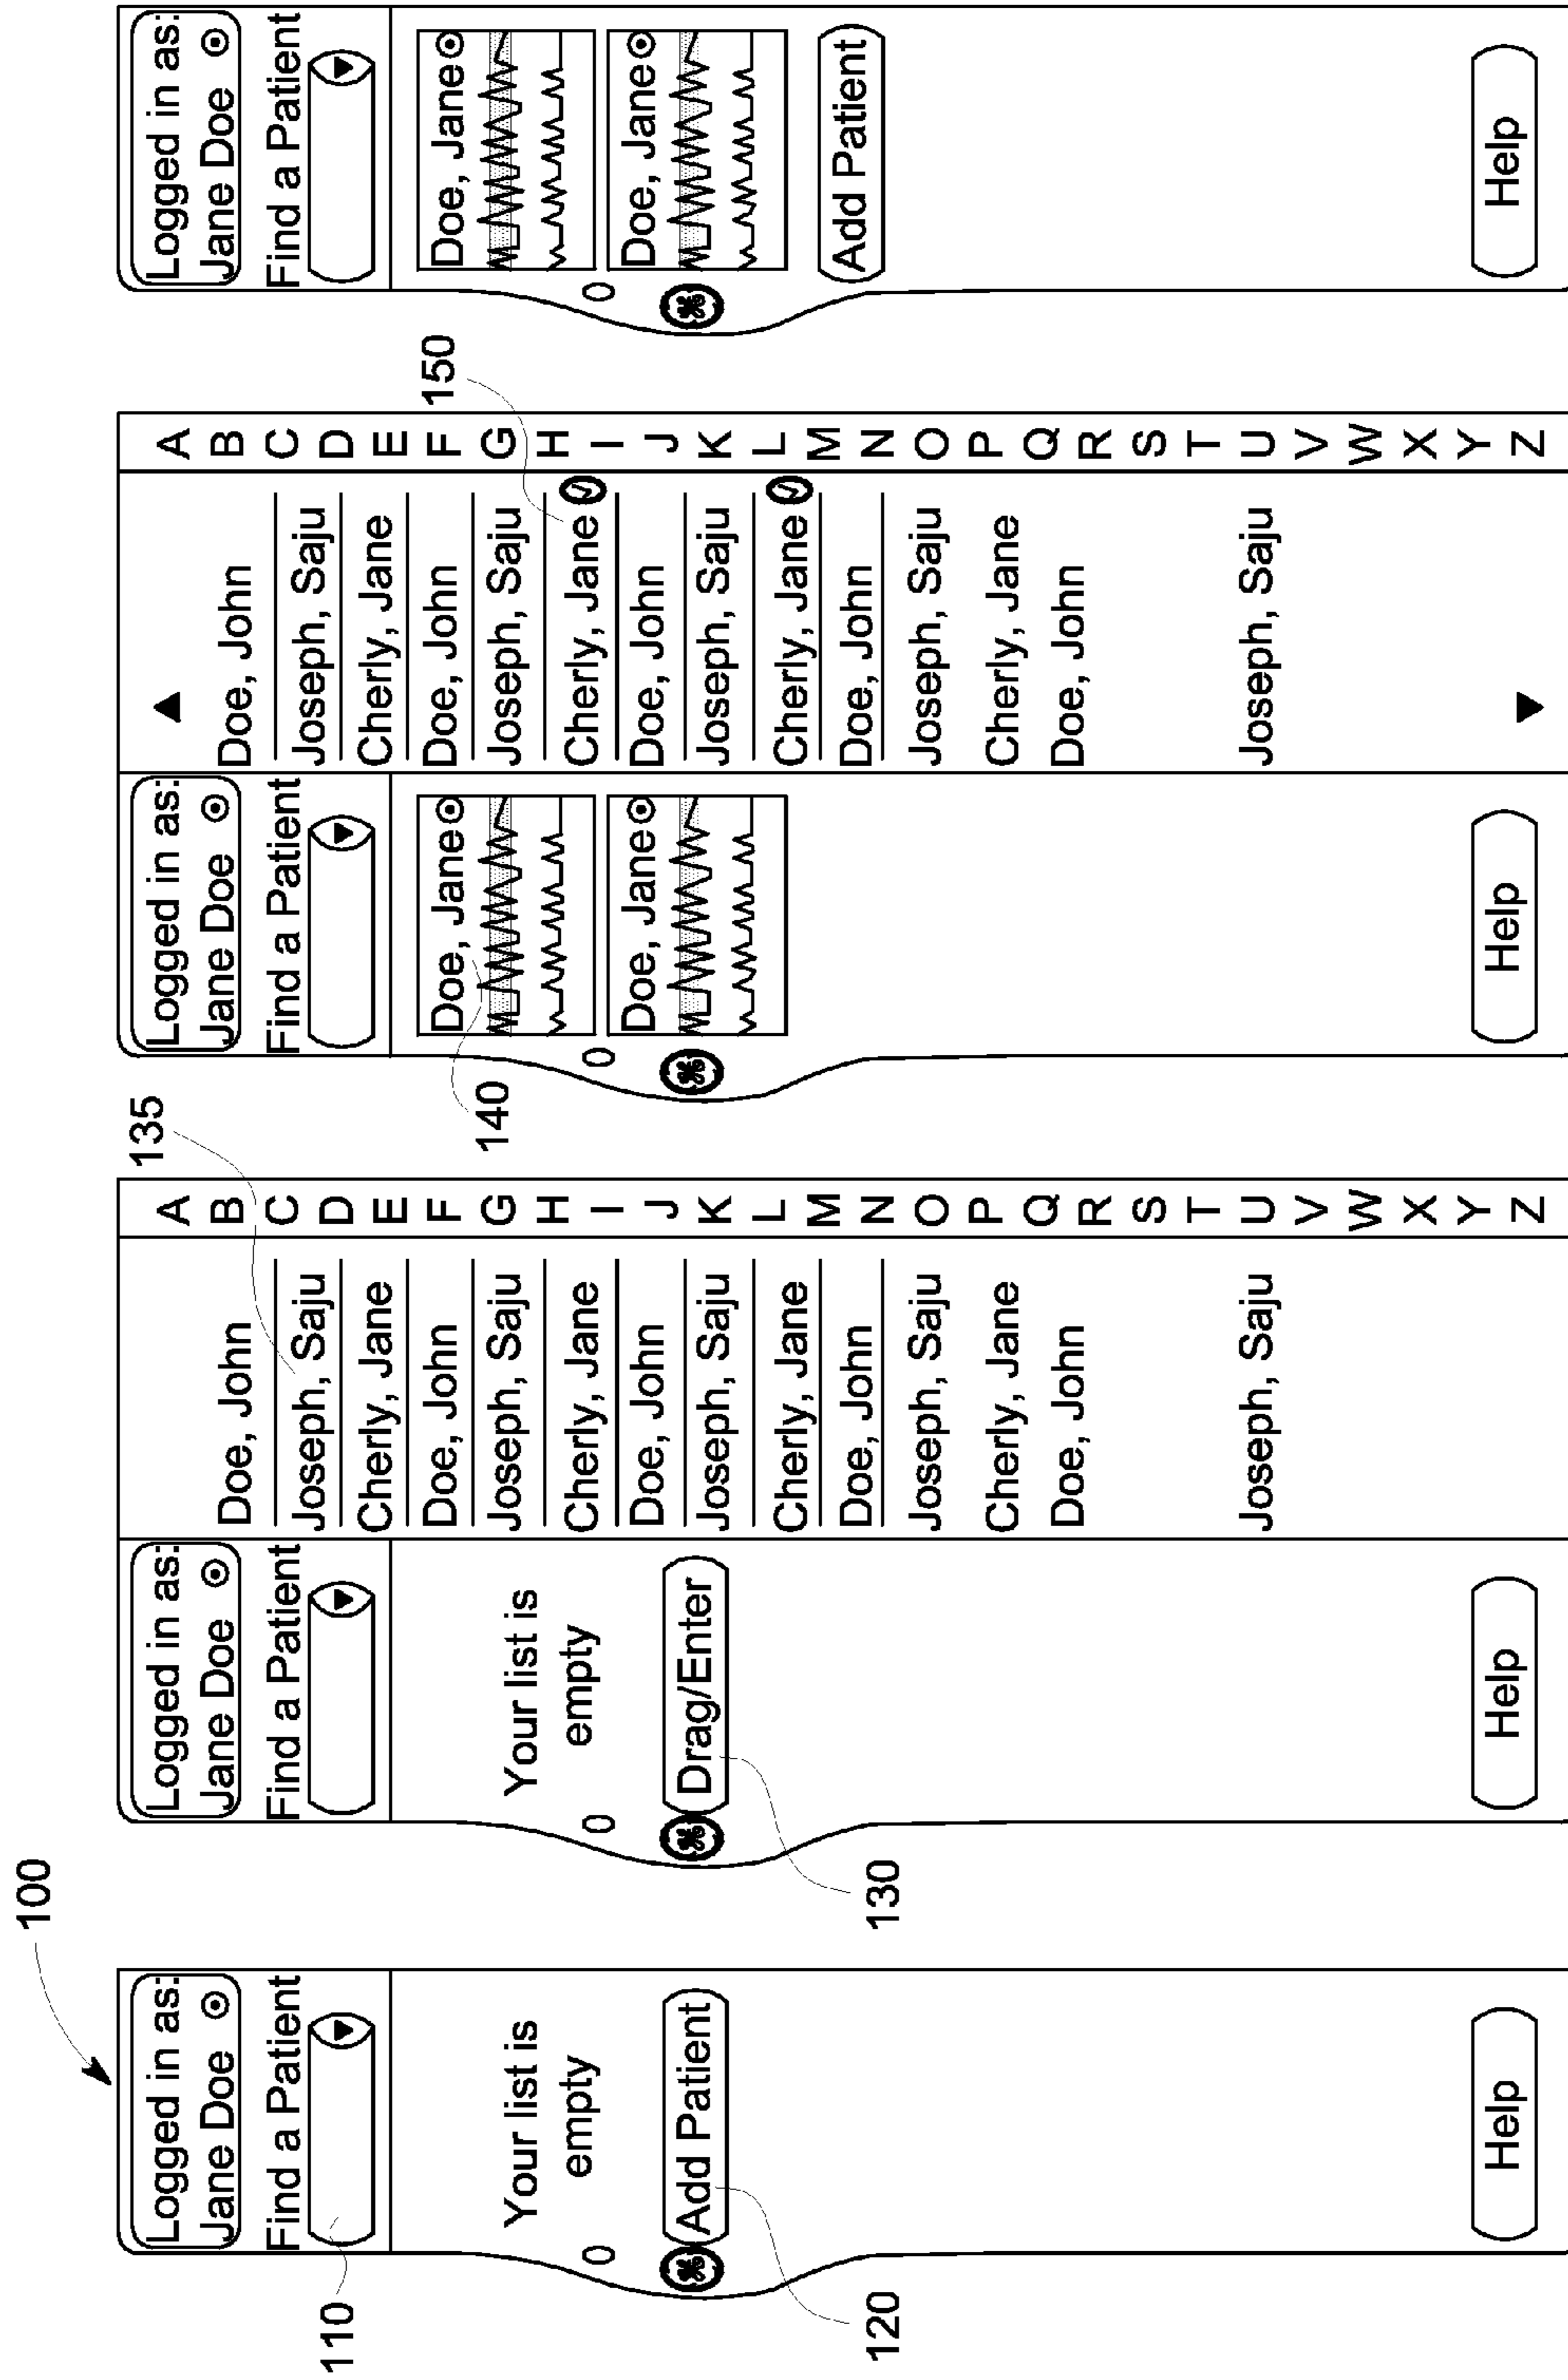 100
Logged in as:
Jane Doe
Find a Patient
110
Your list is
empty
0
Add Patient
120
Help
Logged in as:
Jane Doe
Find a Patient
Your list is
empty
0
Drag/Enter
130
Help
135
Doe, John
Joseph, Saju
Cherly, Jane
Doe, John
Joseph, Saju
Cherly, Jane
Doe, John
Joseph, Saju
Cherly, Jane
Doe, John
Joseph, Saju
Cherly, Jane
Doe, John
Joseph, Saju
A
B
C
D
E
F
G
H
I
J
K
L
M
N
O
P
Q
R
S
T
U
V
W
X
Y
Z
Logged in as:
Jane Doe
Find a Patient
Doe, Jane
140
0
Doe, Jane
Help
Doe, John
Joseph, Saju
Cherly, Jane
Doe, John
Joseph, Saju
Cherly, Jane
Doe, John
Joseph, Saju
Cherly, Jane
Doe, John
Joseph, Saju
Cherly, Jane
Doe, John
Joseph, Saju
150
A
B
C
D
E
F
G
H
I
J
K
L
M
N
O
P
Q
R
S
T
U
V
W
X
Y
Z
Logged in as:
Jane Doe
Find a Patient
Doe, Jane
0
Doe, Jane
Add Patient
Help